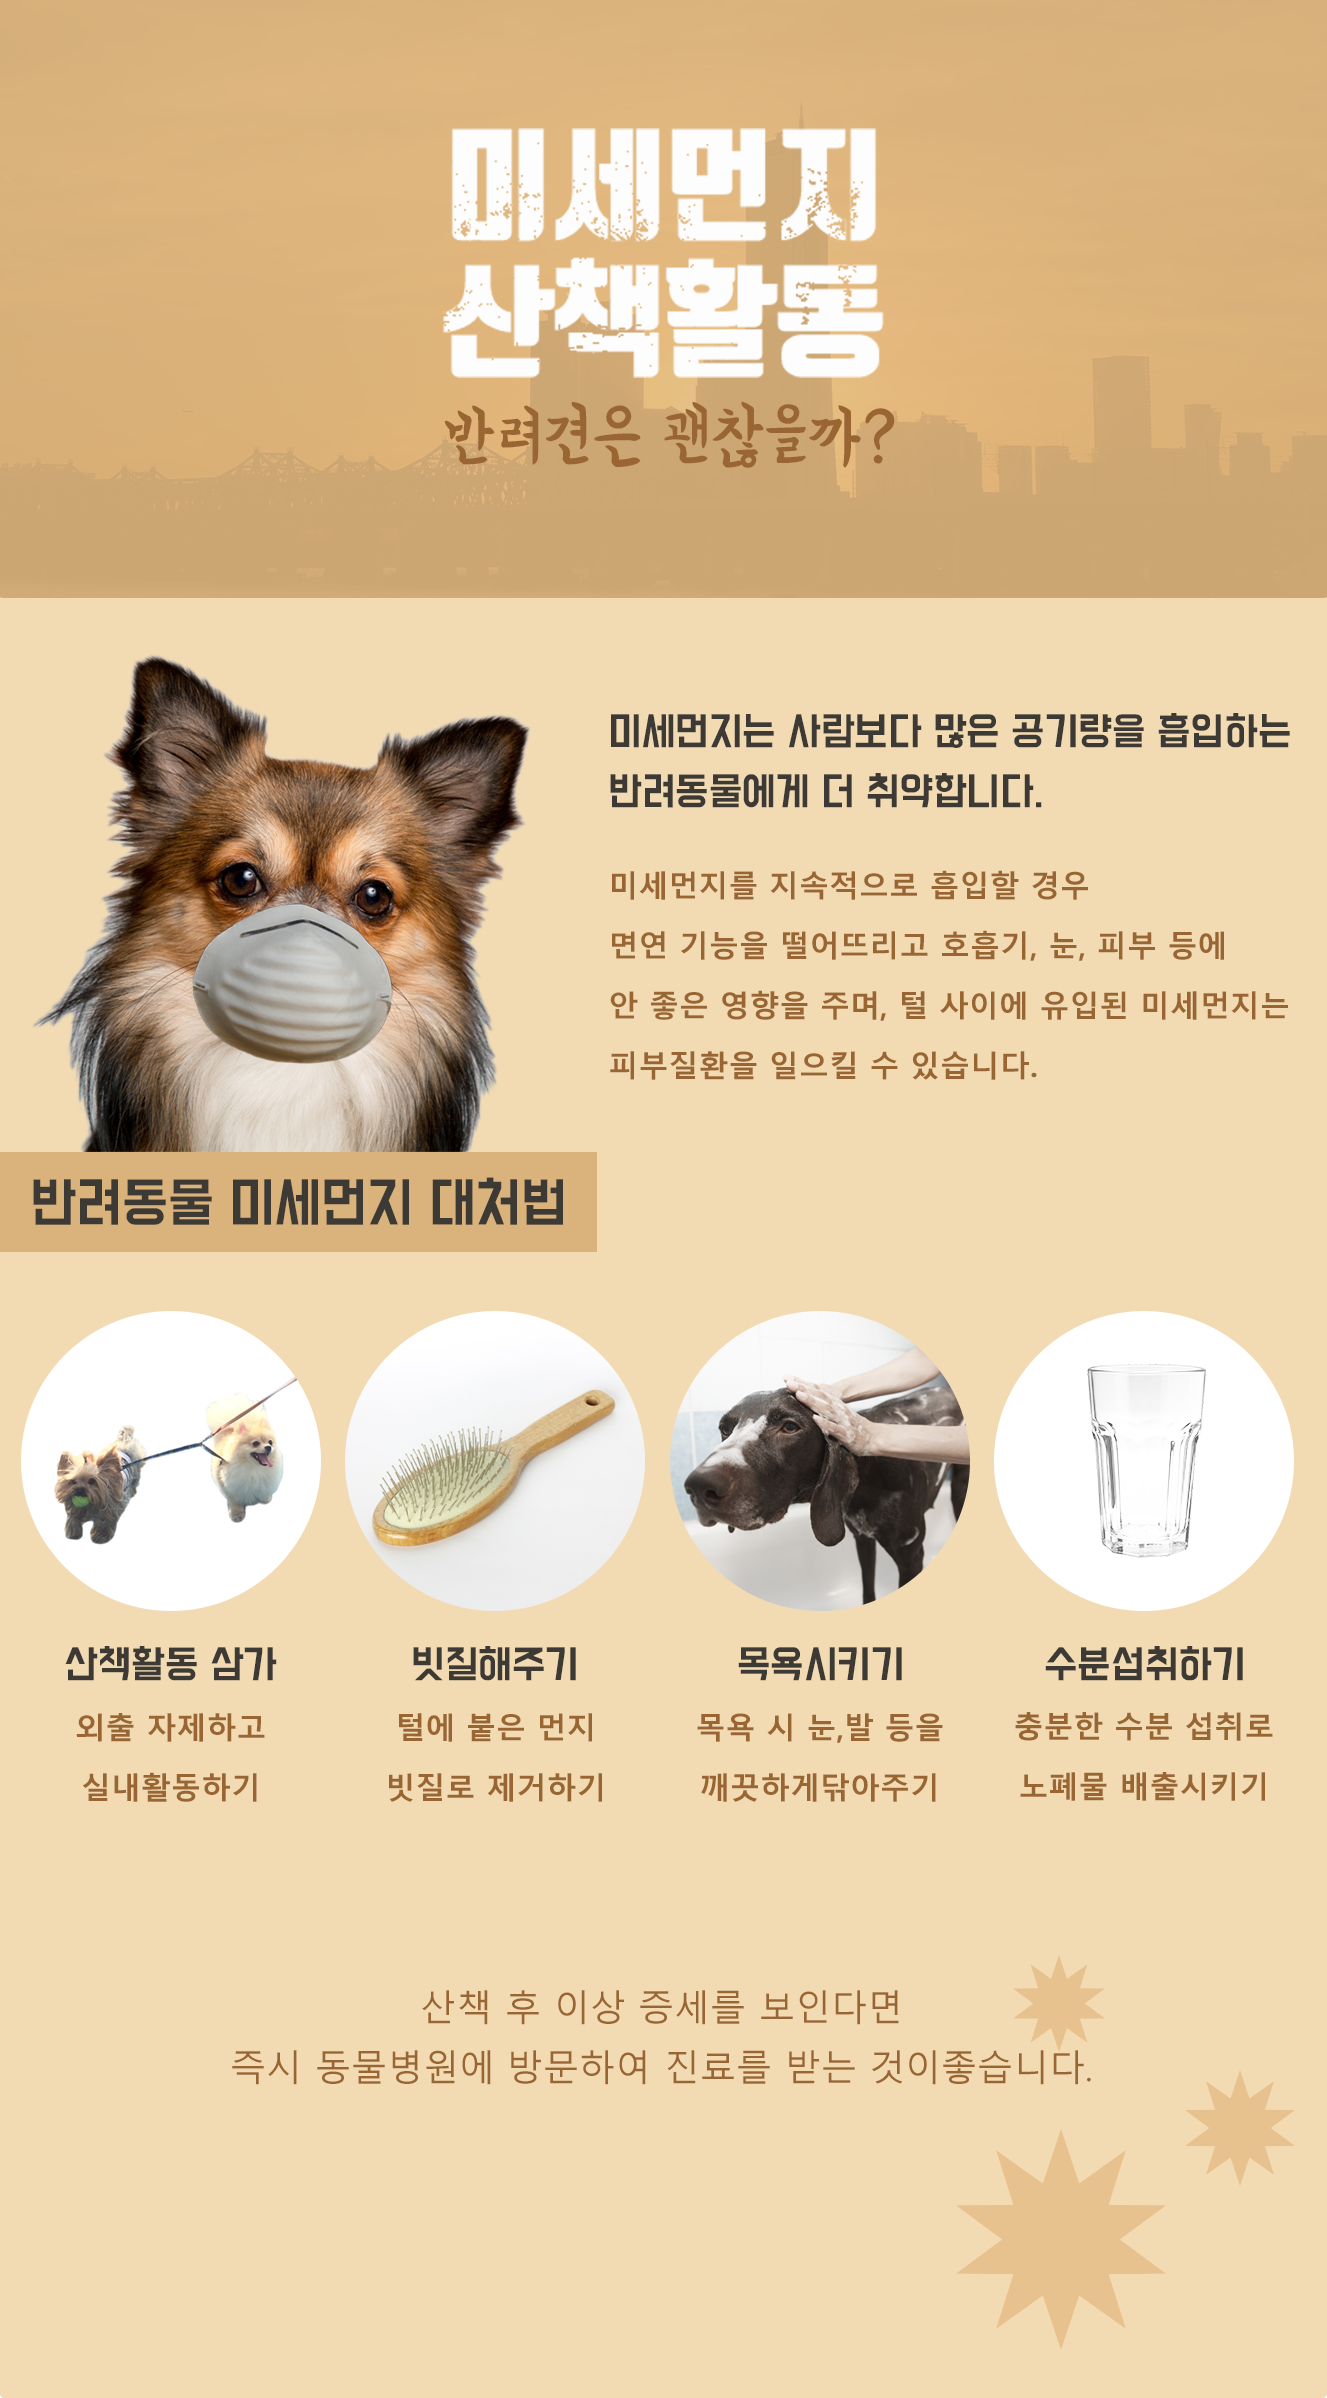 미세먼지
산책활동
반려견은 괜찮을까?
미세먼지는 사람보다 많은 공기량을 흡입하는
반려동물에게 더 취약합니다.
미세먼지를 지속적으로 흡입할 경우
면연 기능을 떨어뜨리고 호흡기, 눈, 피부 등에
안 좋은 영향을 주며, 털 사이에 유입된 미세먼지는
피부질환을 일으킬 수 있습니다.
반려동물 미세먼지 대처법
산책활동 삼가
외출 자제하고
실내활동하기
빗질해주기
털에 붙은 먼지
빗질로 제거하기
목욕시키기
목욕 시 눈,발 등을
깨끗하게닦아주기
수분섭취하기
충분한 수분 섭취로
노폐물 배출시키기
산책 후 이상 증세를 보인다면
즉시 동물병원에 방문하여 진료를 받는 것이좋습니다.